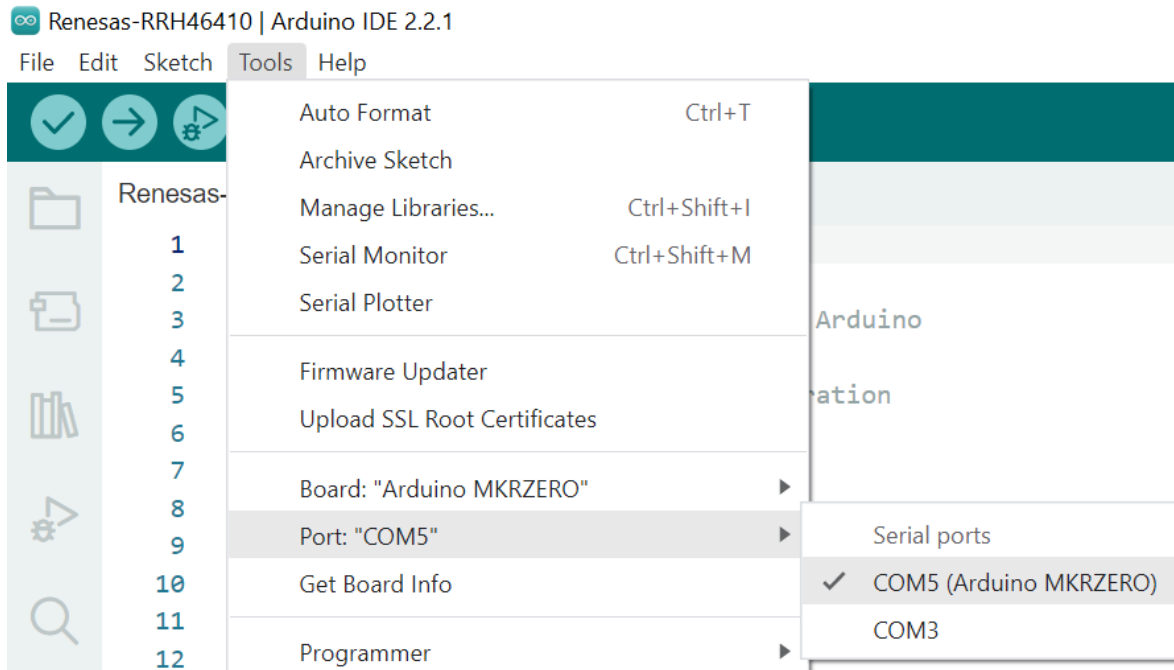 Renesas-RRH46410 | Arduino IDE 2.2.1
File Edit Sketch Tools Help
Auto Format Ctrl+T
Archive Sketch
Renesas-
Manage Libraries... Ctrl+Shift+I
1
Serial Monitor Ctrl+Shift+M
2
Serial Plotter
3 Arduino
4
Firmware Updater
5 ration
Upload SSL Root Certificates
6
7
Board: "Arduino MKRZERO"
8
Port: "COM5" Serial ports
9
10 Get Board Info COM5 (Arduino MKRZERO)
11 COM3
12 Programmer